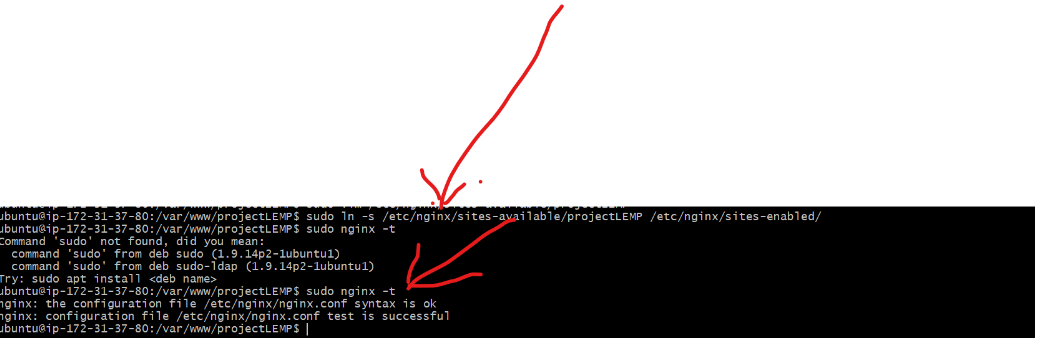 ubuntu@ip-172-31-37-80:/var/www/projectLEMP$ sudo ln -s /etc/nginx/sites-available/projectLEMP /etc/nginx/sites-enabled/
ubuntu@ip-172-31-37-80:/var/www/projectLEMP$ sudo nginx -t
Command 'sudo' not found, did you mean:
  command 'sudo' from deb sudo (1.9.14p2-1ubuntu1)
  command 'sudo' from deb sudo-ldap (1.9.14p2-1ubuntu1)
Try: sudo apt install <deb name>
ubuntu@ip-172-31-37-80:/var/www/projectLEMP$ sudo nginx -t
nginx: the configuration file /etc/nginx/nginx.conf syntax is ok
nginx: configuration file /etc/nginx/nginx.conf test is successful
ubuntu@ip-172-31-37-80:/var/www/projectLEMP$